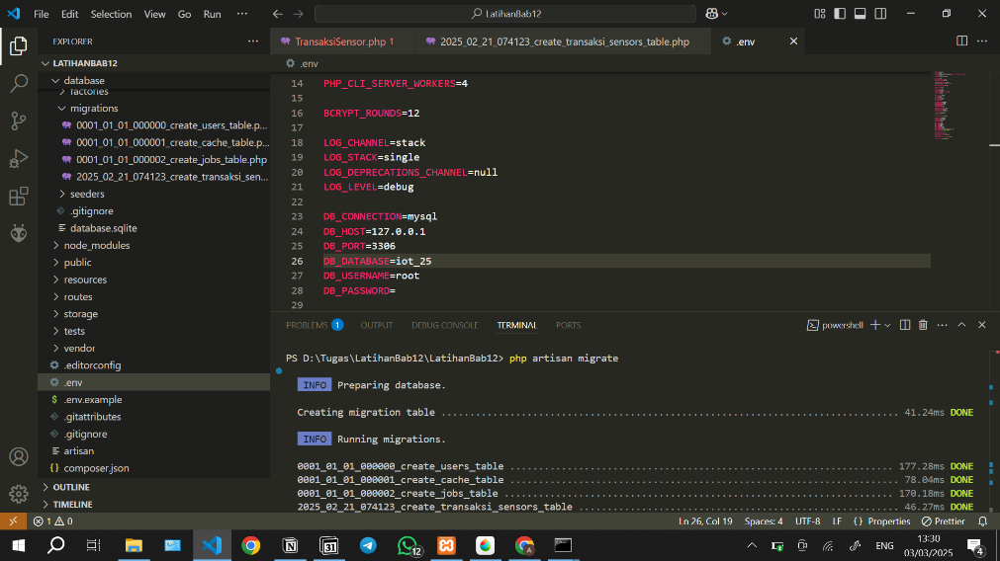 File Edit Selection View Go Run ··· LatihanBab12
EXPLORER ···
LATIHANBAB12
database
factories
migrations
0001_01_01_000000_create_users_table.p...
0001_01_01_000001_create_cache_table.p...
0001_01_01_000002_create_jobs_table.php
2025_02_21_074123_create_transaksi_sen...
seeders
.gitignore
database.sqlite
node_modules
public
resources
routes
storage
tests
vendor
.editorconfig
.env
.env.example
.gitattributes
.gitignore
artisan
composer.json
OUTLINE
TIMELINE
TransaksiSensor.php 1 2025_02_21_074123_create_transaksi_sensors_table.php .env
.env
14 PHP_CLI_SERVER_WORKERS=4
15
16 BCRYPT_ROUNDS=12
17
18 LOG_CHANNEL=stack
19 LOG_STACK=single
20 LOG_DEPRECATIONS_CHANNEL=null
21 LOG_LEVEL=debug
22
23 DB_CONNECTION=mysql
24 DB_HOST=127.0.0.1
25 DB_PORT=3306
26 DB_DATABASE=iot_25
27 DB_USERNAME=root
28 DB_PASSWORD=
29
PROBLEMS 1 OUTPUT DEBUG CONSOLE TERMINAL PORTS powershell
PS D:\Tugas\LatihanBab12\LatihanBab12> php artisan migrate
INFO Preparing database.
Creating migration table ........................................................................... 41.24ms DONE
INFO Running migrations.
0001_01_01_000000_create_users_table ............................................................... 177.28ms DONE
0001_01_01_000001_create_cache_table ............................................................... 78.04ms DONE
0001_01_01_000002_create_jobs_table ................................................................ 170.18ms DONE
2025_02_21_074123_create_transaksi_sensors_table ................................................... 46.27ms DONE
1 0 Ln 26, Col 19 Spaces: 4 UTF-8 LF {} Properties Prettier
31 12 A ENG 13:30
03/03/2025 4